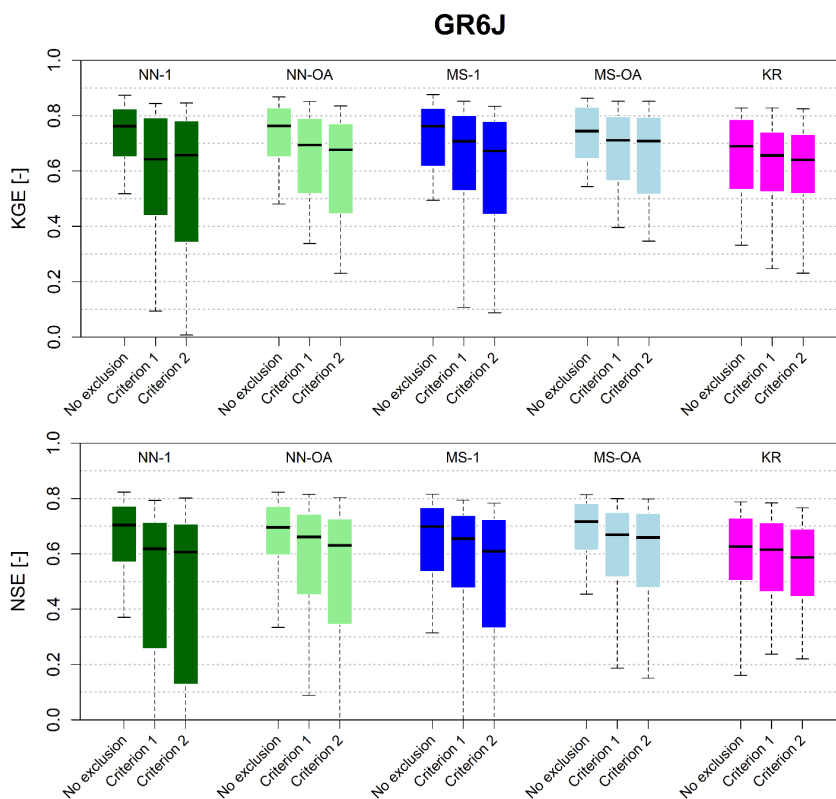 GR6J
NN-1 NN-OA MS-1 MS-OA KR
KGE [-]
1.0
0.8
0.6
0.4
0.2
0.0
No exclusion Criterion 1 Criterion 2 No exclusion Criterion 1 Criterion 2 No exclusion Criterion 1 Criterion 2 No exclusion Criterion 1 Criterion 2 No exclusion Criterion 1 Criterion 2
NN-1 NN-OA MS-1 MS-OA KR
NSE [-]
1.0
0.8
0.6
0.4
0.2
0.0
No exclusion Criterion 1 Criterion 2 No exclusion Criterion 1 Criterion 2 No exclusion Criterion 1 Criterion 2 No exclusion Criterion 1 Criterion 2 No exclusion Criterion 1 Criterion 2